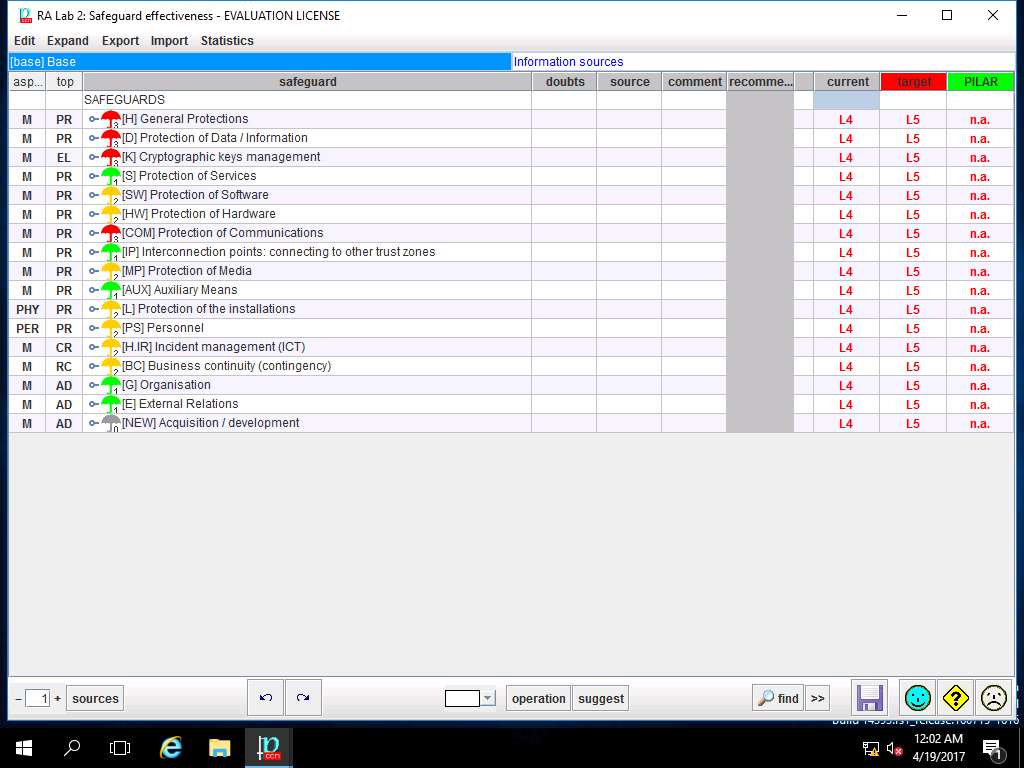 RA Lab 2: Safeguard effectiveness - EVALUATION LICENSE
Edit Expand Export Import Statistics
[base] Base Information sources
asp... top safeguard doubts source comment recomme... current target PILAR
SAFEGUARDS
M PR 3 [H] General Protections L4 L5 n.a.
M PR 3 [D] Protection of Data / Information L4 L5 n.a.
M EL 3 [K] Cryptographic keys management L4 L5 n.a.
M PR 1 [S] Protection of Services L4 L5 n.a.
M PR 2 [SW] Protection of Software L4 L5 n.a.
M PR 2 [HW] Protection of Hardware L4 L5 n.a.
M PR 3 [COM] Protection of Communications L4 L5 n.a.
M PR 1 [IP] Interconnection points: connecting to other trust zones L4 L5 n.a.
M PR 2 [MP] Protection of Media L4 L5 n.a.
M PR 1 [AUX] Auxiliary Means L4 L5 n.a.
PHY PR 2 [L] Protection of the installations L4 L5 n.a.
PER PR 2 [PS] Personnel L4 L5 n.a.
M CR 2 [H.IR] Incident management (ICT) L4 L5 n.a.
M RC 2 [BC] Business continuity (contingency) L4 L5 n.a.
M AD 1 [G] Organisation L4 L5 n.a.
M AD 1 [E] External Relations L4 L5 n.a.
M AD 0 [NEW] Acquisition / development L4 L5 n.a.
– 1 + sources operation suggest find >>
12:02 AM
4/19/2017
1